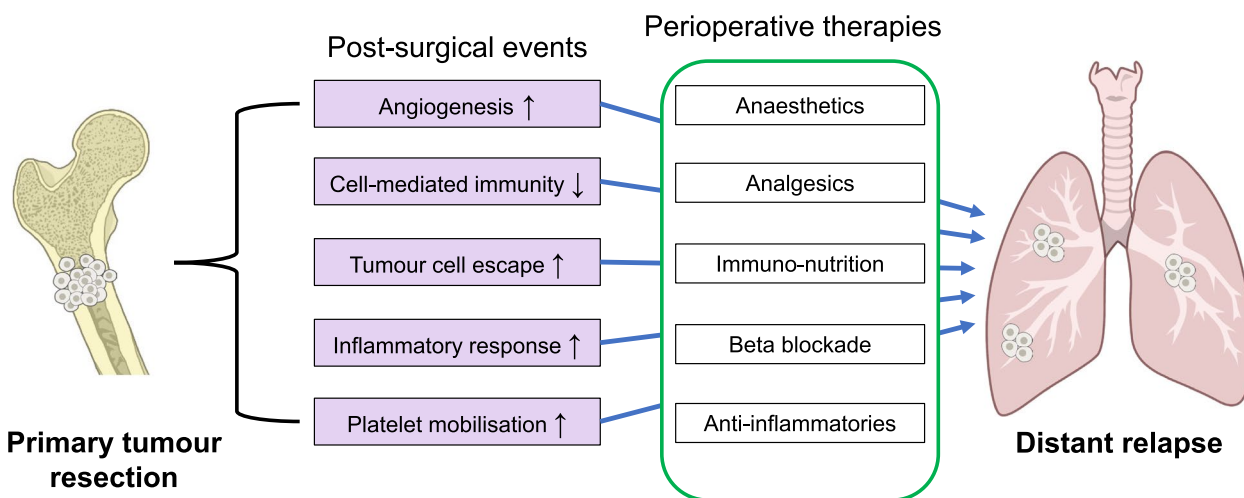 Post-surgical events
Perioperative therapies
Angiogenesis ↑
Cell-mediated immunity ↓
Tumour cell escape ↑
Inflammatory response ↑
Platelet mobilisation ↑
Anaesthetics
Analgesics
Immuno-nutrition
Beta blockade
Anti-inflammatories
Primary tumour
resection
Distant relapse